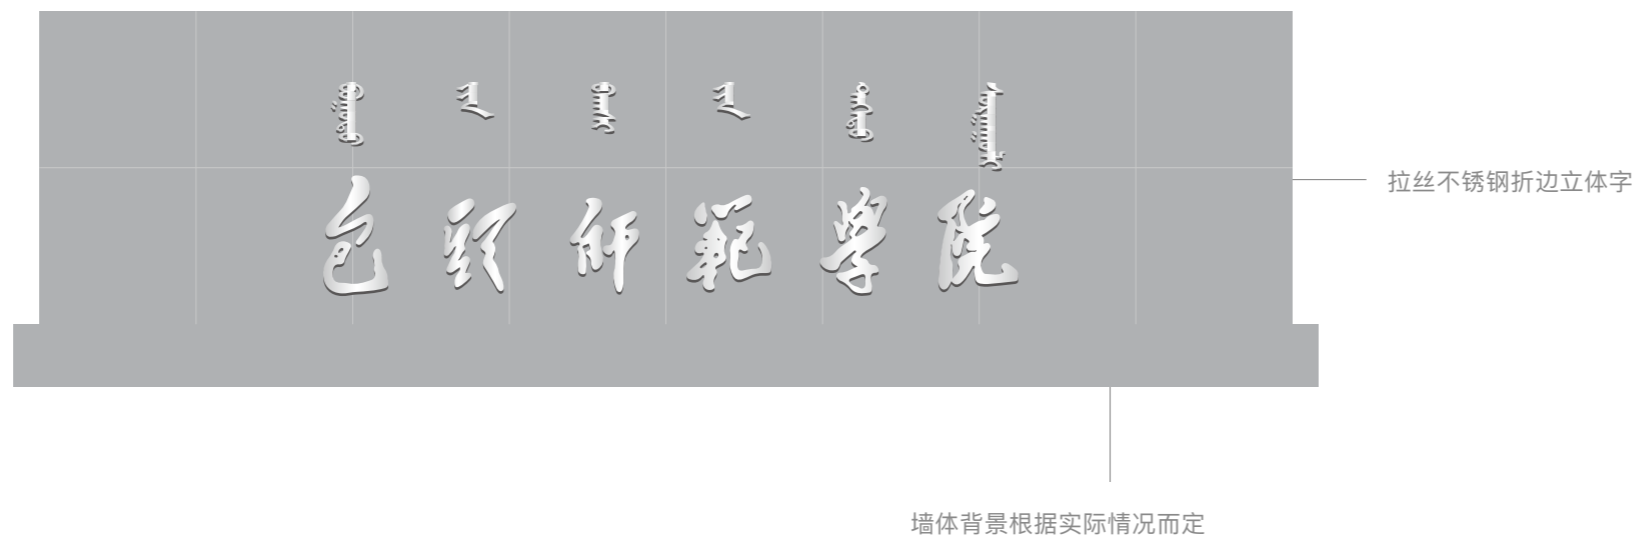 包頭師範學院
拉丝不锈钢折边立体字
墙体背景根据实际情况而定